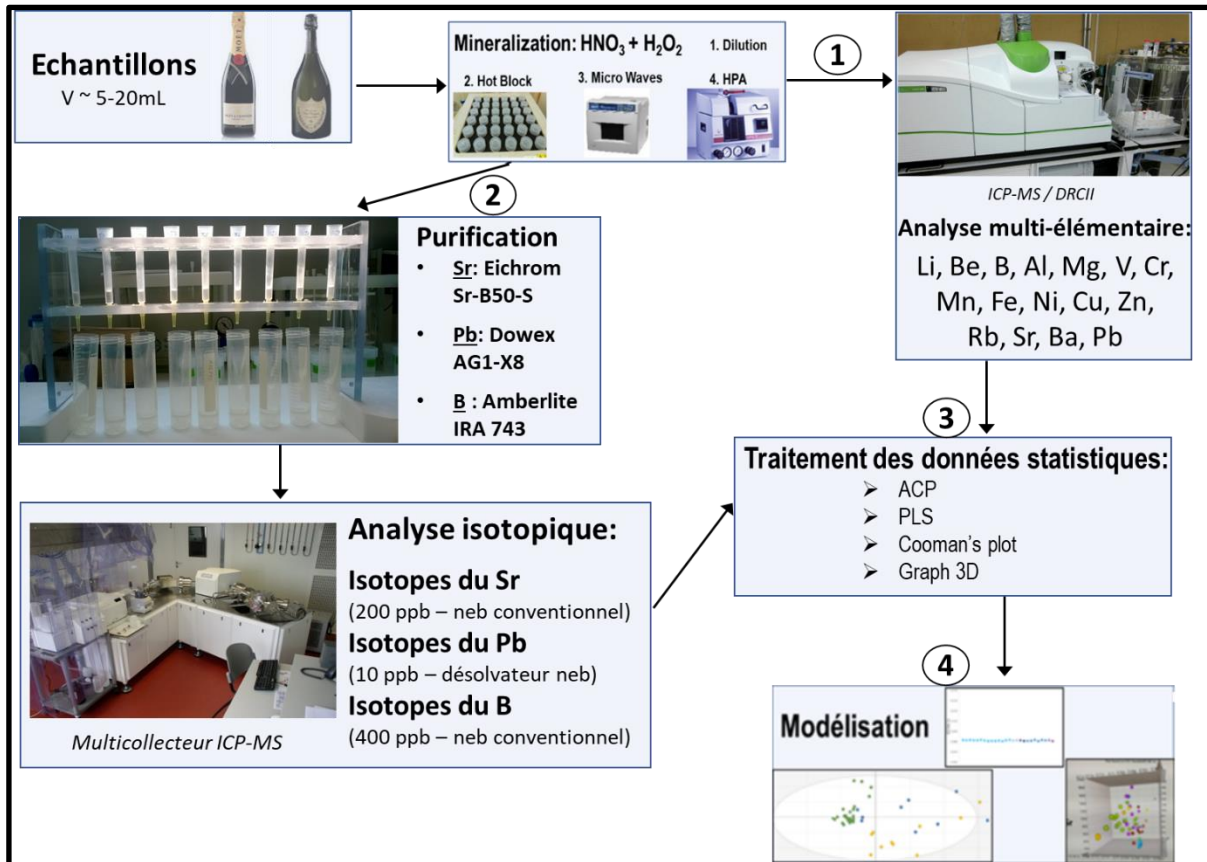 Echantillons
V ~ 5-20mL
MOËT
Mineralization: HNO₃ + H₂O₂
1. Dilution
2. Hot Block
3. Micro Waves
4. HPA
1
ICP-MS / DRCII
Analyse multi-élémentaire:
Li, Be, B, Al, Mg, V, Cr,
Mn, Fe, Ni, Cu, Zn,
Rb, Sr, Ba, Pb
2
Purification
• Sr: Eichrom
Sr-B50-S
• Pb: Dowex
AG1-X8
• B : Amberlite
IRA 743
Analyse isotopique:
Isotopes du Sr
(200 ppb – neb conventionnel)
Isotopes du Pb
(10 ppb – désolvateur neb)
Isotopes du B
(400 ppb – neb conventionnel)
Multicollecteur ICP-MS
3
Traitement des données statistiques:
➢ ACP
➢ PLS
➢ Cooman's plot
➢ Graph 3D
4
Modélisation